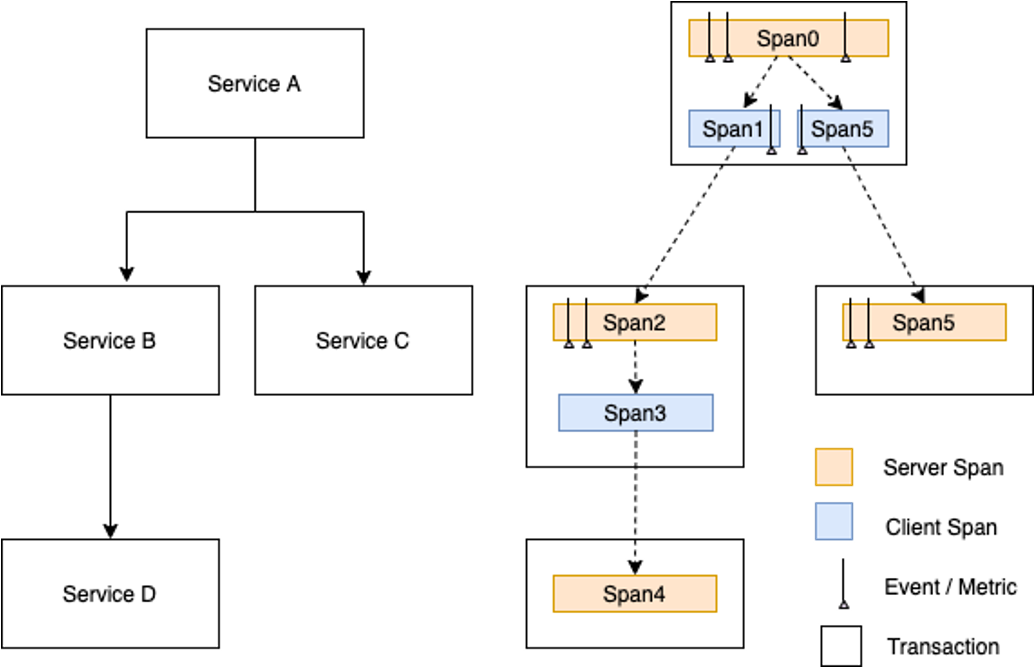 Service A
Service B
Service C
Service D
Span0
Span1
Span5
Span2
Span5
Span3
Span4
Server Span
Client Span
Event / Metric
Transaction